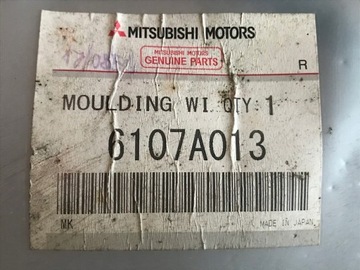 MITSUBISHI MOTORS
MITSUBISHI MOTORS
GENUINE PARTS
R
MOULDING WI. QTY: 1
6107A013
MK
MADE IN JAPAN